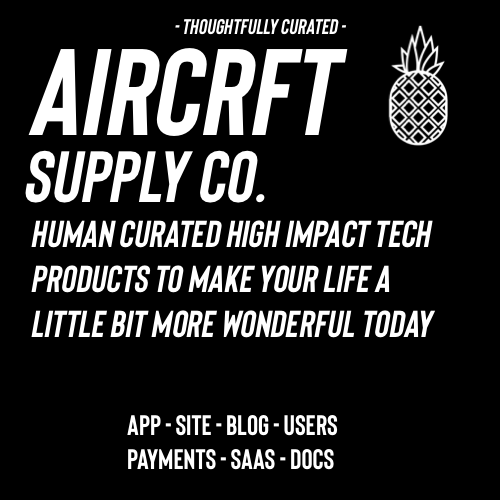 - THOUGHTFULLY CURATED -
AIRCRFT
SUPPLY CO.
HUMAN CURATED HIGH IMPACT TECH
PRODUCTS TO MAKE YOUR LIFE A
LITTLE BIT MORE WONDERFUL TODAY
APP - SITE - BLOG - USERS
PAYMENTS - SAAS - DOCS